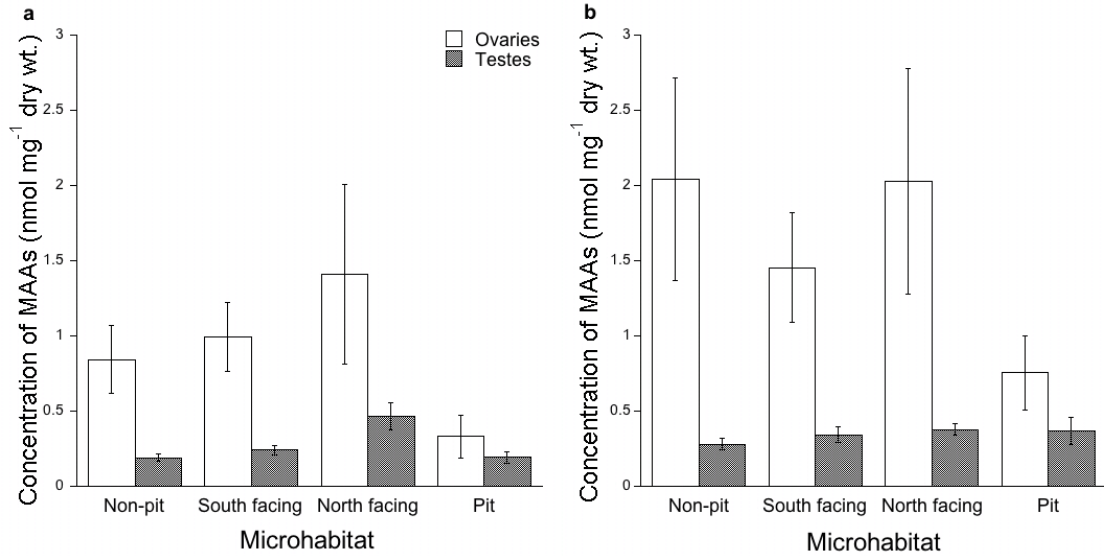 a
Concentration of MAAs (nmol mg⁻¹ dry wt.)
3
2.5
2
1.5
1
0.5
0
Ovaries
Testes
Non-pit South facing North facing Pit
Microhabitat
b
Concentration of MAAs (nmol mg⁻¹ dry wt.)
3
2.5
2
1.5
1
0.5
0
Non-pit South facing North facing Pit
Microhabitat